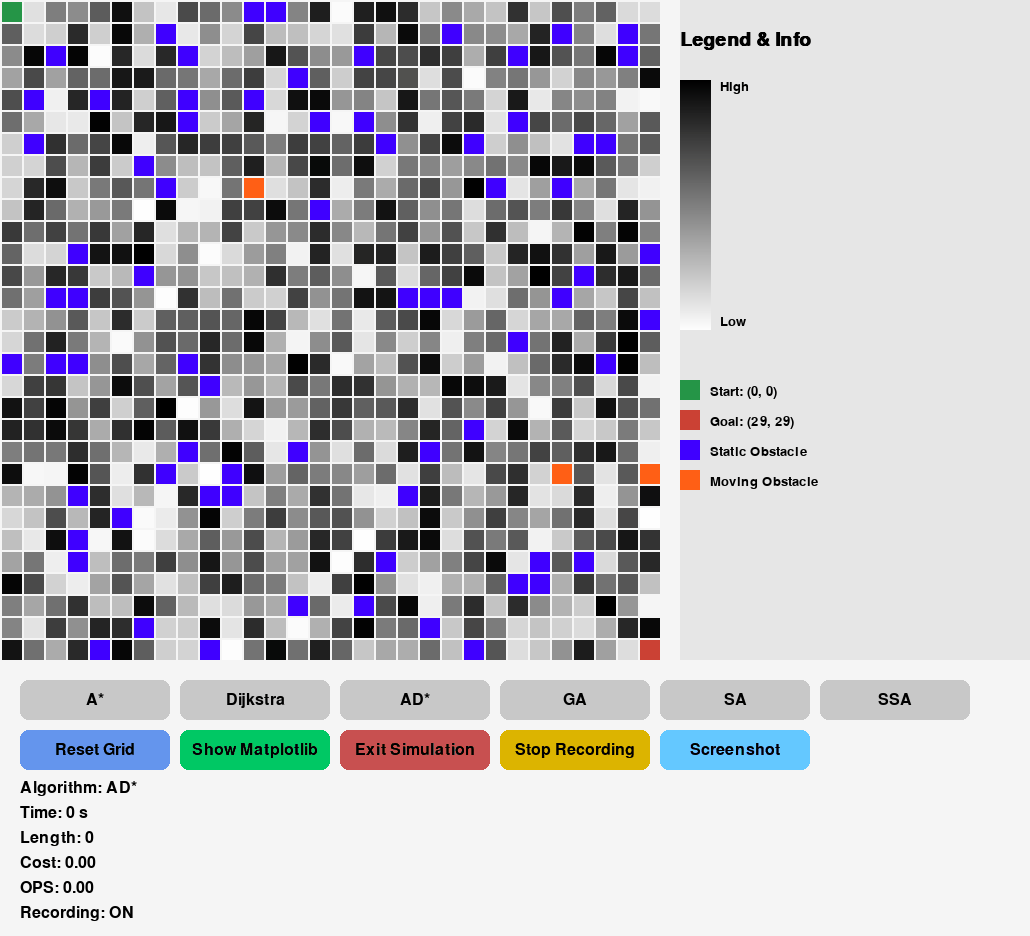 Legend & Info
High
Low
Start: (0, 0)
Goal: (29, 29)
Static Obstacle
Moving Obstacle
A*
Dijkstra
AD*
GA
SA
SSA
Reset Grid
Show Matplotlib
Exit Simulation
Stop Recording
Screenshot
Algorithm: AD*
Time: 0 s
Length: 0
Cost: 0.00
OPS: 0.00
Recording: ON